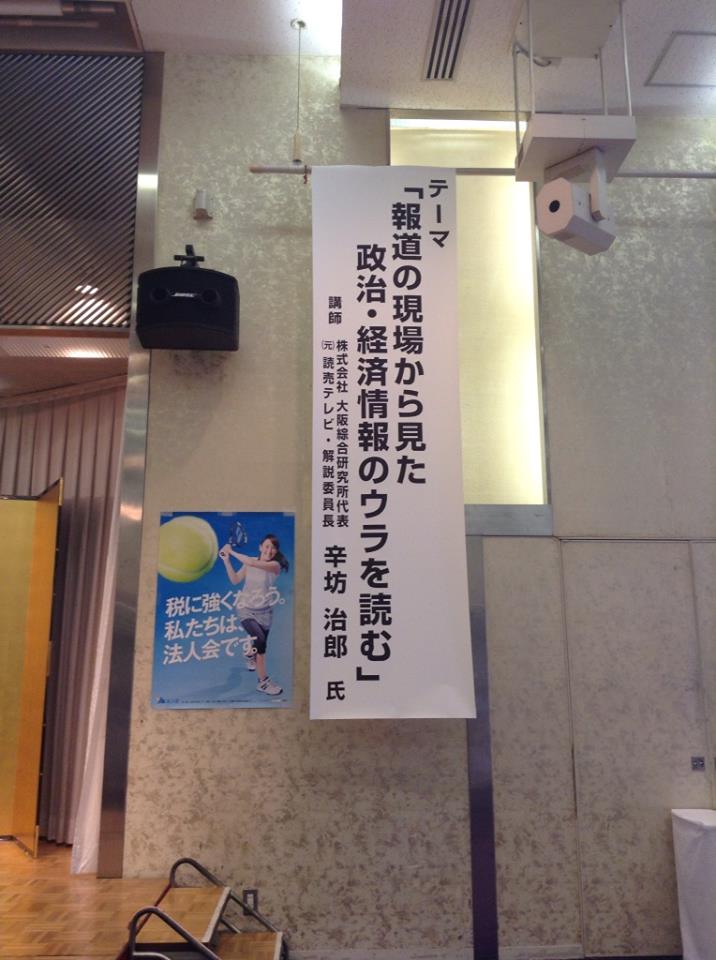 テーマ
「報道の現場から見た
政治・経済情報のウラを読む」
講師
株式会社 大阪綜合研究所代表
㈨読売テレビ・解説委員長
辛坊 治郎 氏
BOSE
税に強くなろう。
私たちは、
法人会です。